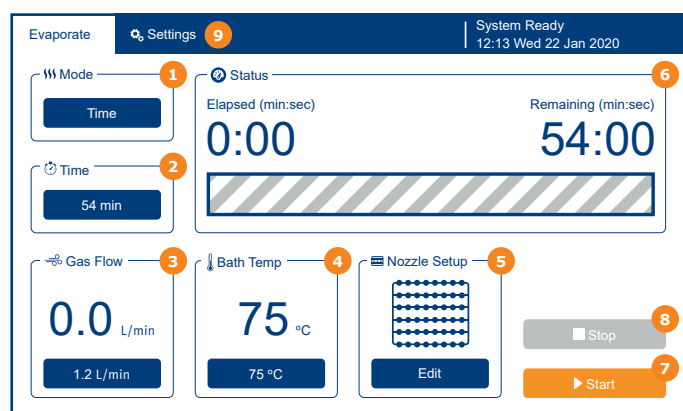 Evaporate
Settings
9
System Ready
12:13 Wed 22 Jan 2020
Mode
1
Time
Time
2
54 min
Status
6
Elapsed (min:sec)
Remaining (min:sec)
0:00
54:00
Gas Flow
3
0.0 L/min
1.2 L/min
Bath Temp
4
75 °C
75 °C
Nozzle Setup
5
Edit
8
Stop
7
Start